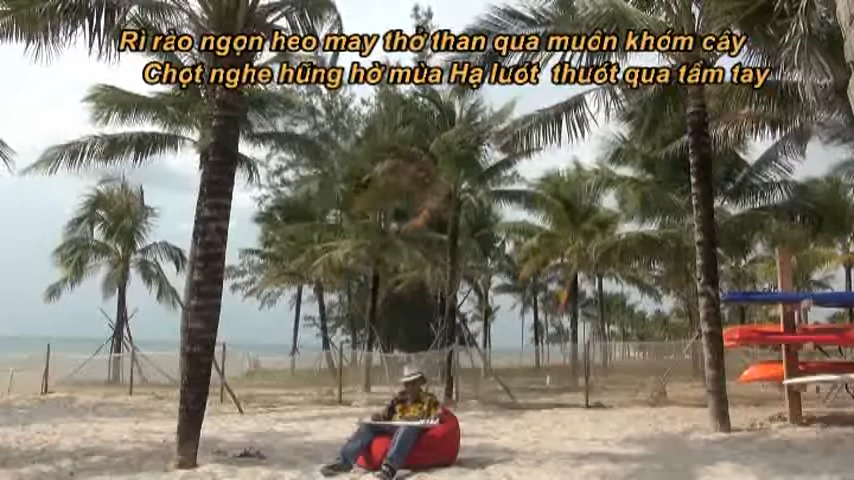 Rì rào ngọn heo may thở than qua muôn khóm cây
Chợt nghe hững hờ mùa Hạ lướt thướt qua tầm tay